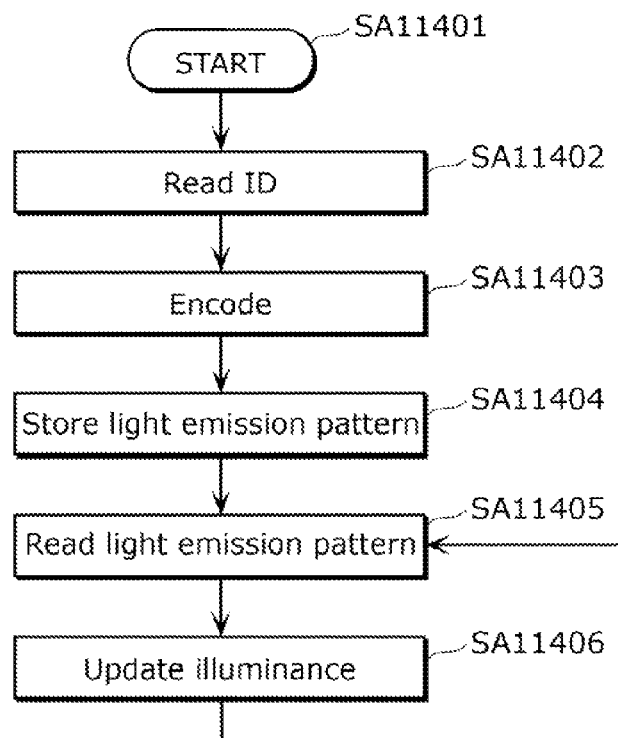 SA11401
START
SA11402
Read ID
SA11403
Encode
SA11404
Store light emission pattern
SA11405
Read light emission pattern
SA11406
Update illuminance